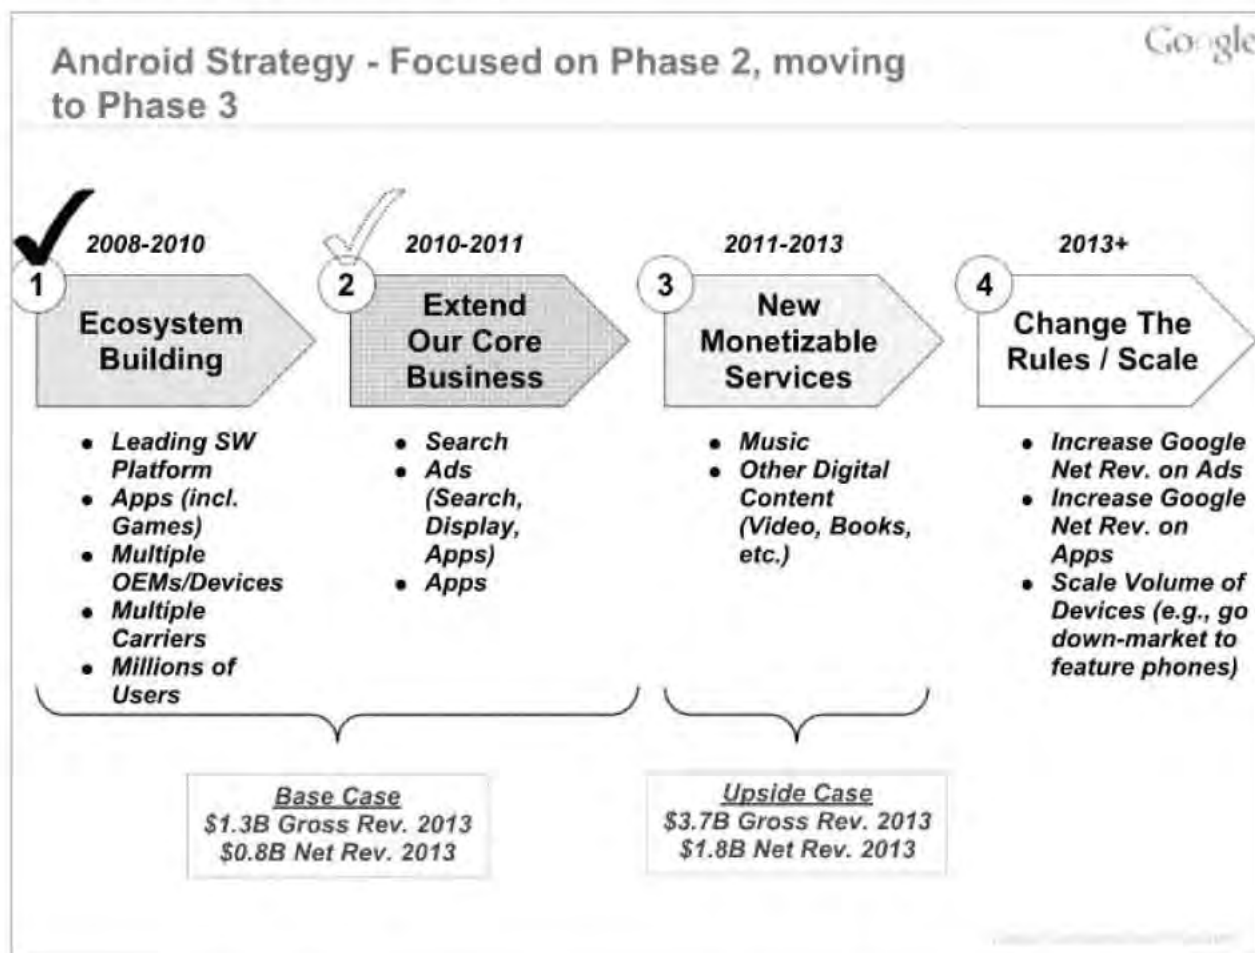 Google
Android Strategy - Focused on Phase 2, moving
to Phase 3
2008-2010
1
Ecosystem
Building
● Leading SW
Platform
● Apps (incl.
Games)
● Multiple
OEMs/Devices
● Multiple
Carriers
● Millions of
Users
2010-2011
2
Extend
Our Core
Business
● Search
● Ads
(Search,
Display,
Apps)
● Apps
2011-2013
3
New
Monetizable
Services
● Music
● Other Digital
Content
(Video, Books,
etc.)
2013+
4
Change The
Rules / Scale
● Increase Google
Net Rev. on Ads
● Increase Google
Net Rev. on
Apps
● Scale Volume of
Devices (e.g., go
down-market to
feature phones)
Base Case
$1.3B Gross Rev. 2013
$0.8B Net Rev. 2013
Upside Case
$3.7B Gross Rev. 2013
$1.8B Net Rev. 2013